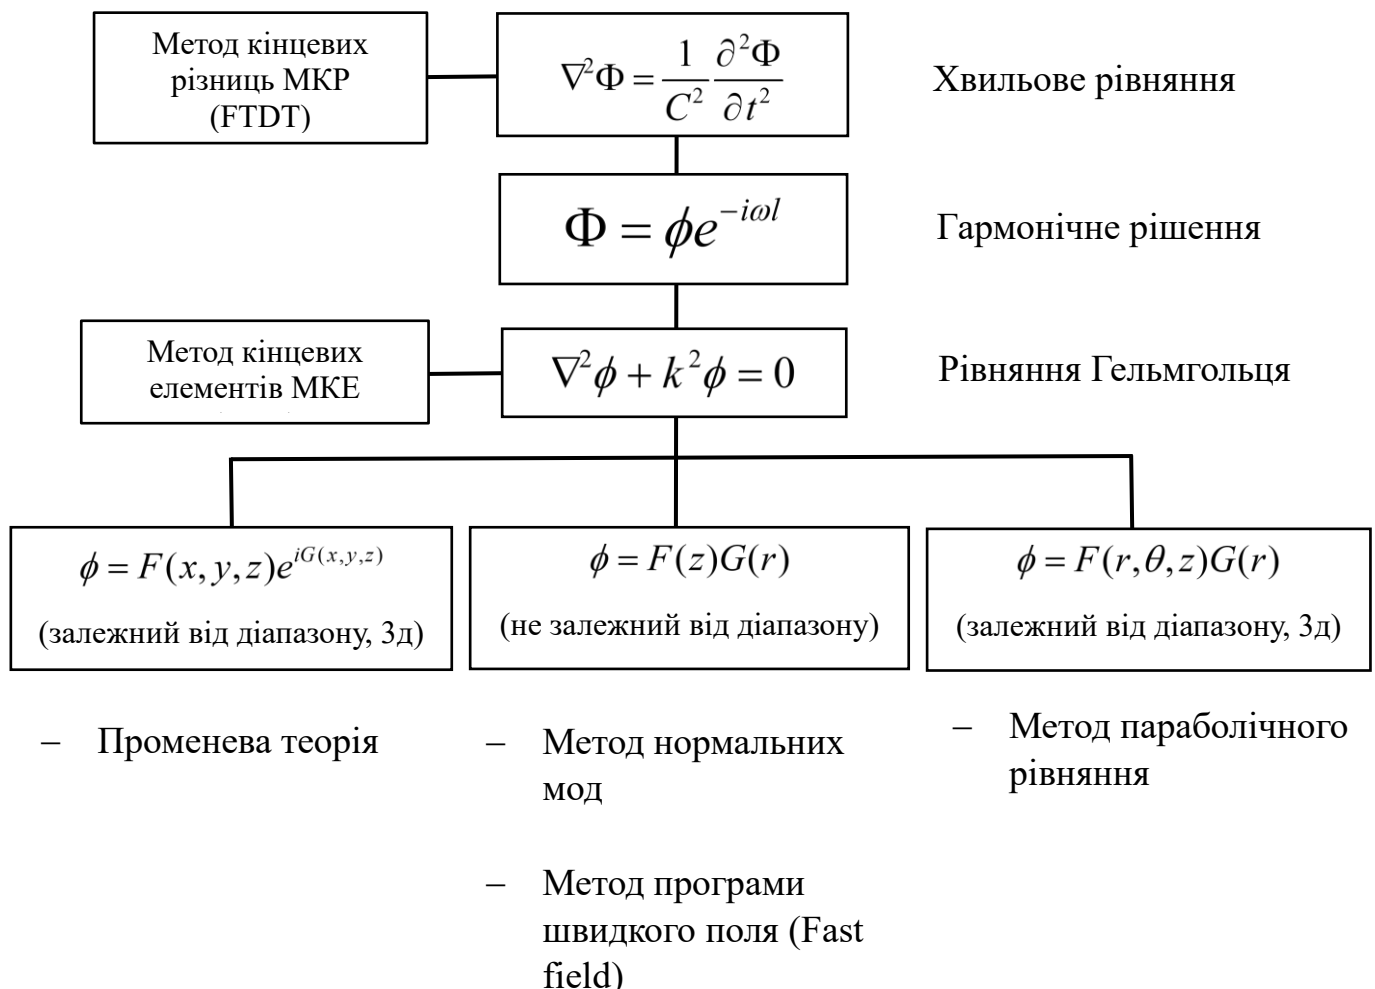 Метод кінцевих
різниць МКР
(FTDT)
∇²Φ = 1/C² ∂²Φ/∂t²
Хвильове рівняння
Φ = ϕe^{-iωl}
Гармонічне рішення
Метод кінцевих
елементів МКЕ
∇²ϕ + k²ϕ = 0
Рівняння Гельмгольця
ϕ = F(x, y, z)e^{iG(x,y,z)}
(залежний від діапазону, 3д)
ϕ = F(z)G(r)
(не залежний від діапазону)
ϕ = F(r,θ,z)G(r)
(залежний від діапазону, 3д)
– Променева теорія
– Метод нормальних
мод
– Метод програми
швидкого поля (Fast
field)
– Метод параболічного
рівняння